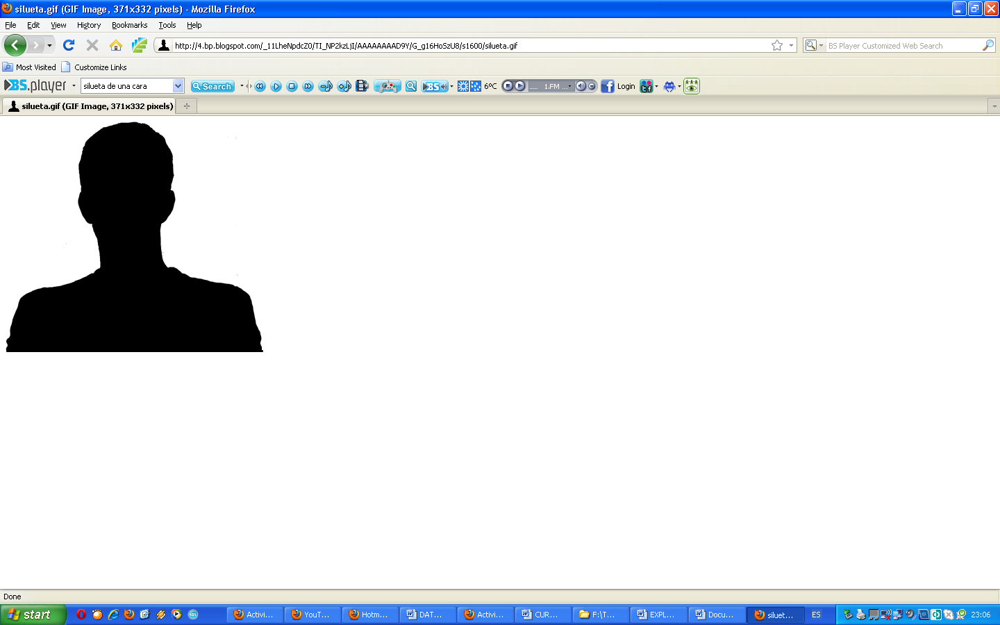 silueta.gif (GIF Image, 371x332 pixels) - Mozilla Firefox
File Edit View History Bookmarks Tools Help
http://4.bp.blogspot.com/_11LheNpdcZ0/TI_NP2kzLjI/AAAAAAAAD9Y/G_g16HoSzU8/s1600/silueta.gif
BS Player Customized Web Search
Most Visited Customize Links
BS.player silueta de una cara Search BS 6ºC ...... 1.FM ... Login
silueta.gif (GIF Image, 371x332 pixels)
Done
start Activi... YouT... Hotm... DAT... Activi... CUR... F:\T... EXPL... Docu... siluet... ES 23:06